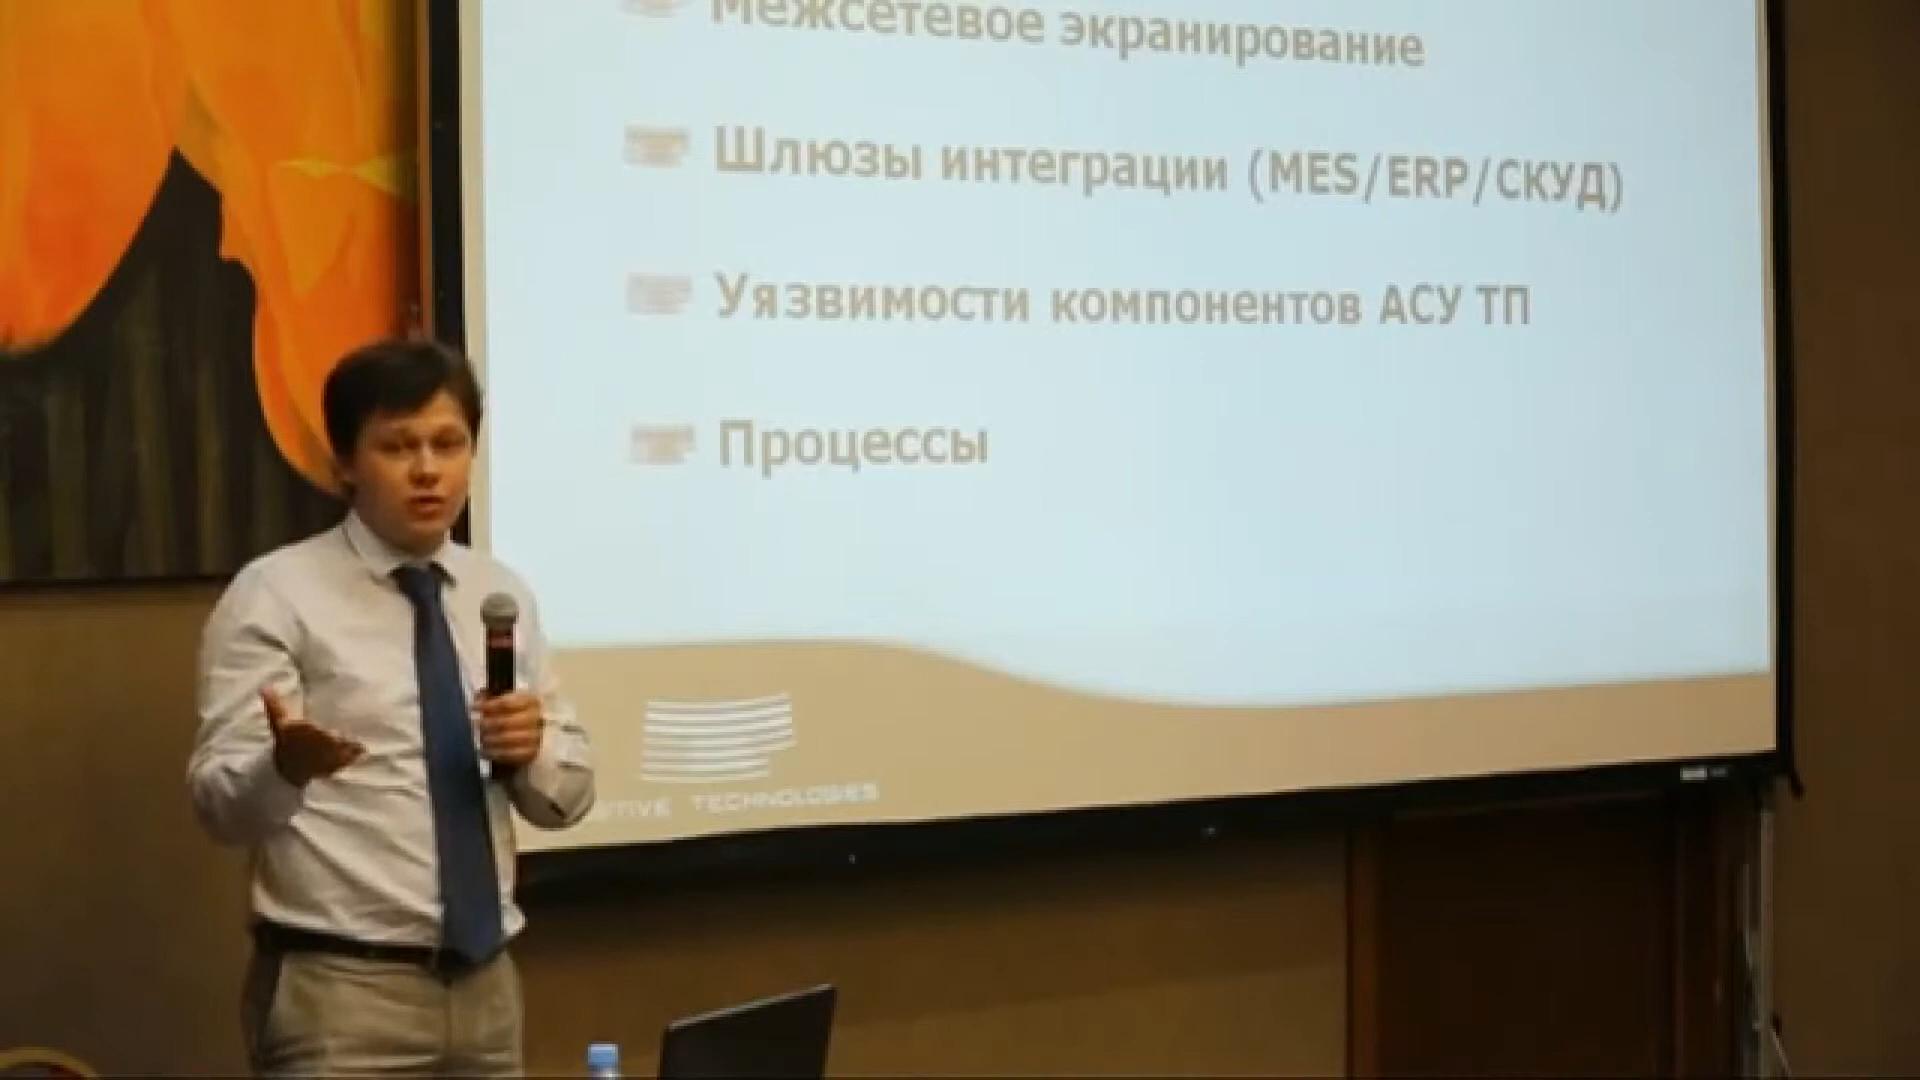 Межсетевое экранирование
Шлюзы интеграции (MES/ERP/СКУД)
Уязвимости компонентов АСУ ТП
Процессы
TECHNOLOGIES